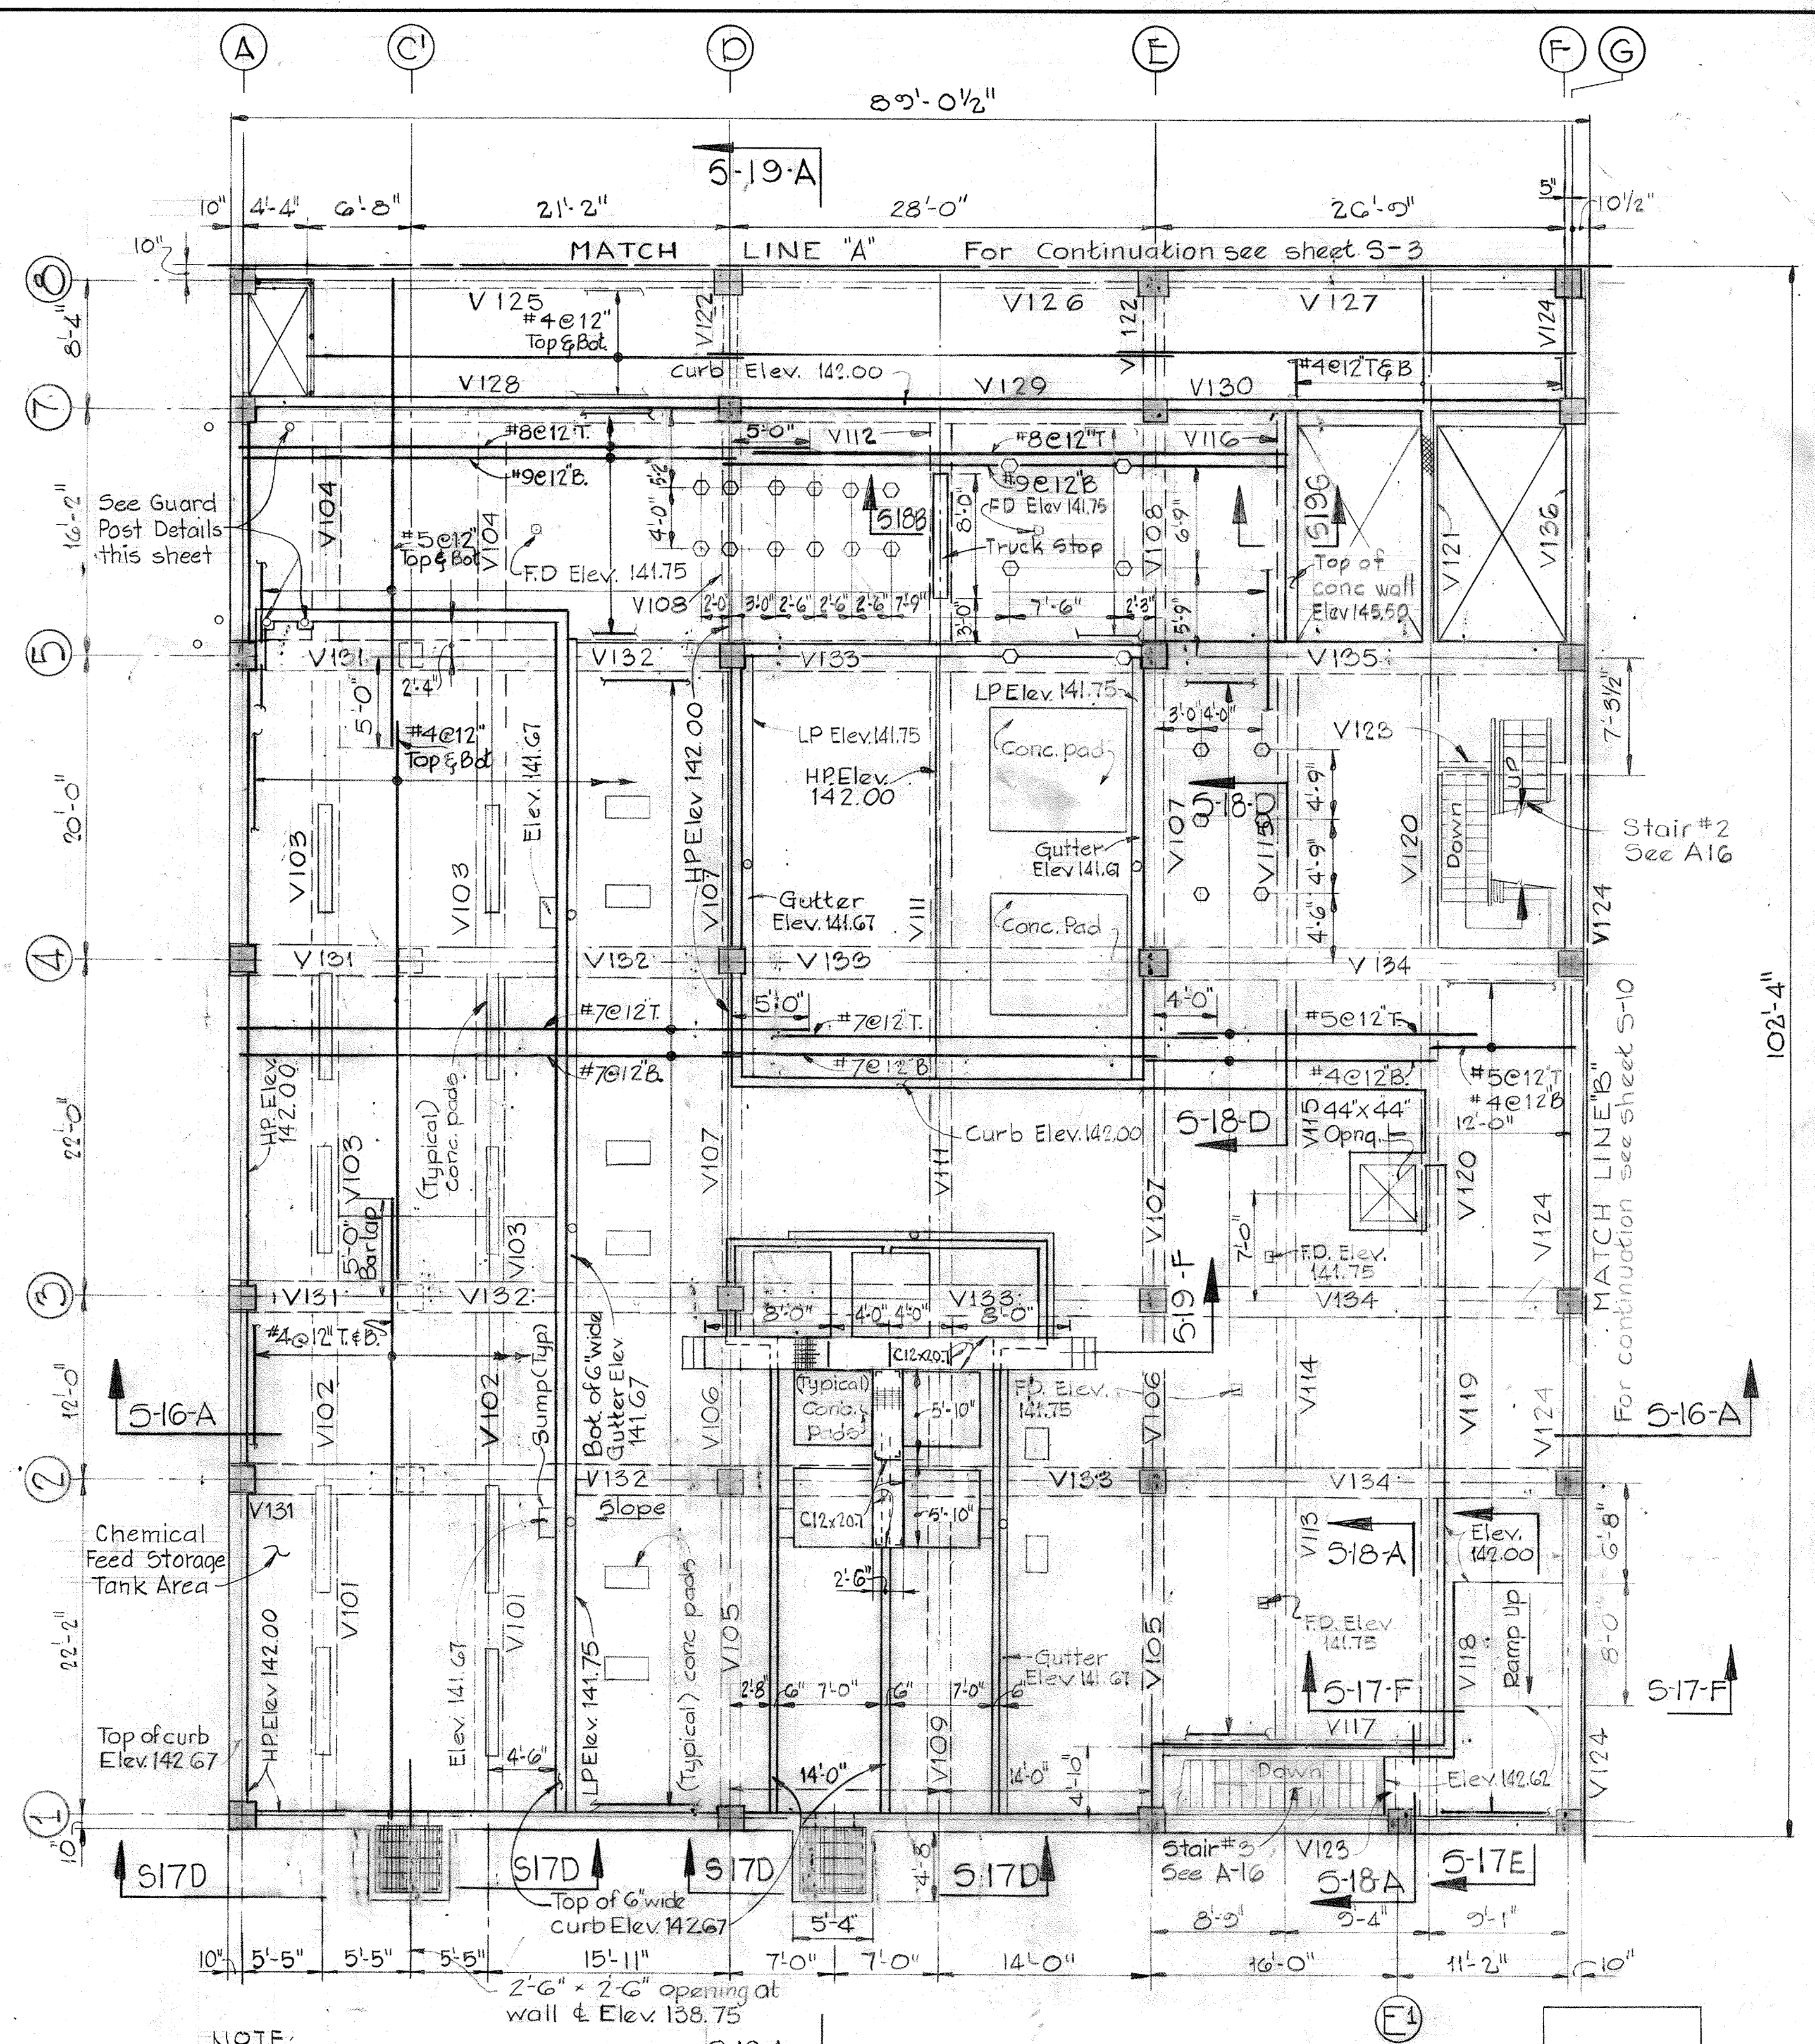 A C' D E F G
89'-0½"
S-19-A
10" 4'-4" 6'-8" 21'-2" 28'-0" 26'-9" 5" 10½"
10"
MATCH LINE "A" For Continuation see sheet S-3
8
8'-4"
V125 V122 V126 V122 V127 V124
#4@12"
Top & Bot.
Curb Elev. 142.00
#4@12"T&B
V128 V129 V130
7
#8@12"T. 5'-0" V112 #8@12"T V116
#9@12"B. 5'-2" #9@12"B
See Guard
Post Details
this sheet
16'-2"
V104
#5@12"
Top & Bot
V104
F.D Elev. 141.75
4'-0"
S18B
8'-0"
F.D Elev 141.75
Truck Stop
V108
6'-9"
S19G
Top of
conc wall
Elev 145.50
V121
V136
V108 2'-0 3'-0" 2'-6" 2'-6" 2'-6" 7'-9" 3'-0" 7'-6" 2'-3" 5'-9"
5
V131 V132 V133 V135
2'-4"
5'-0"
#4@12"
Top & Bot
Elev. 141.67
HP Elev 142.00
LP Elev. 141.75
LP Elev. 141.75
H.P. Elev.
142.00
Conc. pad
3'-0" 4'-0"
V123
7'-3½"
UP
Down
S-18-D
4'-9"
4'-9"
4'-6"
Stair #2
See A16
20'-0"
V103 V103 V107 V111 V107 V115 V120 V124
Gutter
Elev 141.67
Gutter
Elev. 141.67
Conc. Pad
4
V131 V132 V133 V134
5'-0" 4'-0"
#7@12"T. #7@12"T. #5@12"T.
#7@12"B. #7@12"B #4@12"B. #5@12"T
#4@12"B
12'-0"
102'-4"
MATCH LINE "B"
For continuation see sheet S-10
H.P. Elev.
142.00
22'-0"
(Typical)
Conc. pads
Curb Elev. 142.00
S-18-D
V115
44"x44"
Opng.
V103 V107 V111 V107 V120 V124
5'-0"
Barlap
V103
7'-0"
F.D. Elev.
141.75
3
V131 V132 V133 V134
8'-0" 4'-0" 4'-0" 8'-0"
#4@12" T.&B.
S-19-F
C12x20.7
12'-0"
S-16-A
V102 V102
Sump (Typ)
Bot. of 6" wide
Gutter Elev.
141.67
V106
(Typical)
Conc.
Pads
5'-10"
F.D. Elev.
141.75
V106 V114 V119 V124
S-16-A
2
V131 V132 V133 V134
Slope
C12x20.7
5'-10"
V113
S-18-A
Elev.
142.00
6'-8"
Chemical
Feed Storage
Tank Area
2'-6"
22'-2"
V101 V101 V105 V105
F.D. Elev
141.75
V118
Ramp Up
8'-0"
HP. Elev 142.00
Elev. 141.67
LP Elev. 141.75
(Typical) conc pads
Gutter
Elev. 141.67
S-17-F
S-17-F
2'-8" 6" 7'-0" 6" 7'-0" 6"
V117
Top of curb
Elev. 142.67
4'-6"
14'-0" V109 14'-0" 4'-10"
Down
Elev. 142.62
V124
1
10"
S17D S17D S17D S.17D
4'-8"
Stair #3
See A-16
V123
S-18-A
S-17E
Top of 6" wide
curb Elev. 142.67
5'-4"
8'-9" 9'-4" 9'-1"
10" 5'-5" 5'-5" 5'-5" 15'-11" 7'-0" 7'-0" 14'-0" 16'-0" 11'-2" 10"
2'-6" x 2'-6" opening at
wall ℄ Elev. 138.75
E1
NOTE: